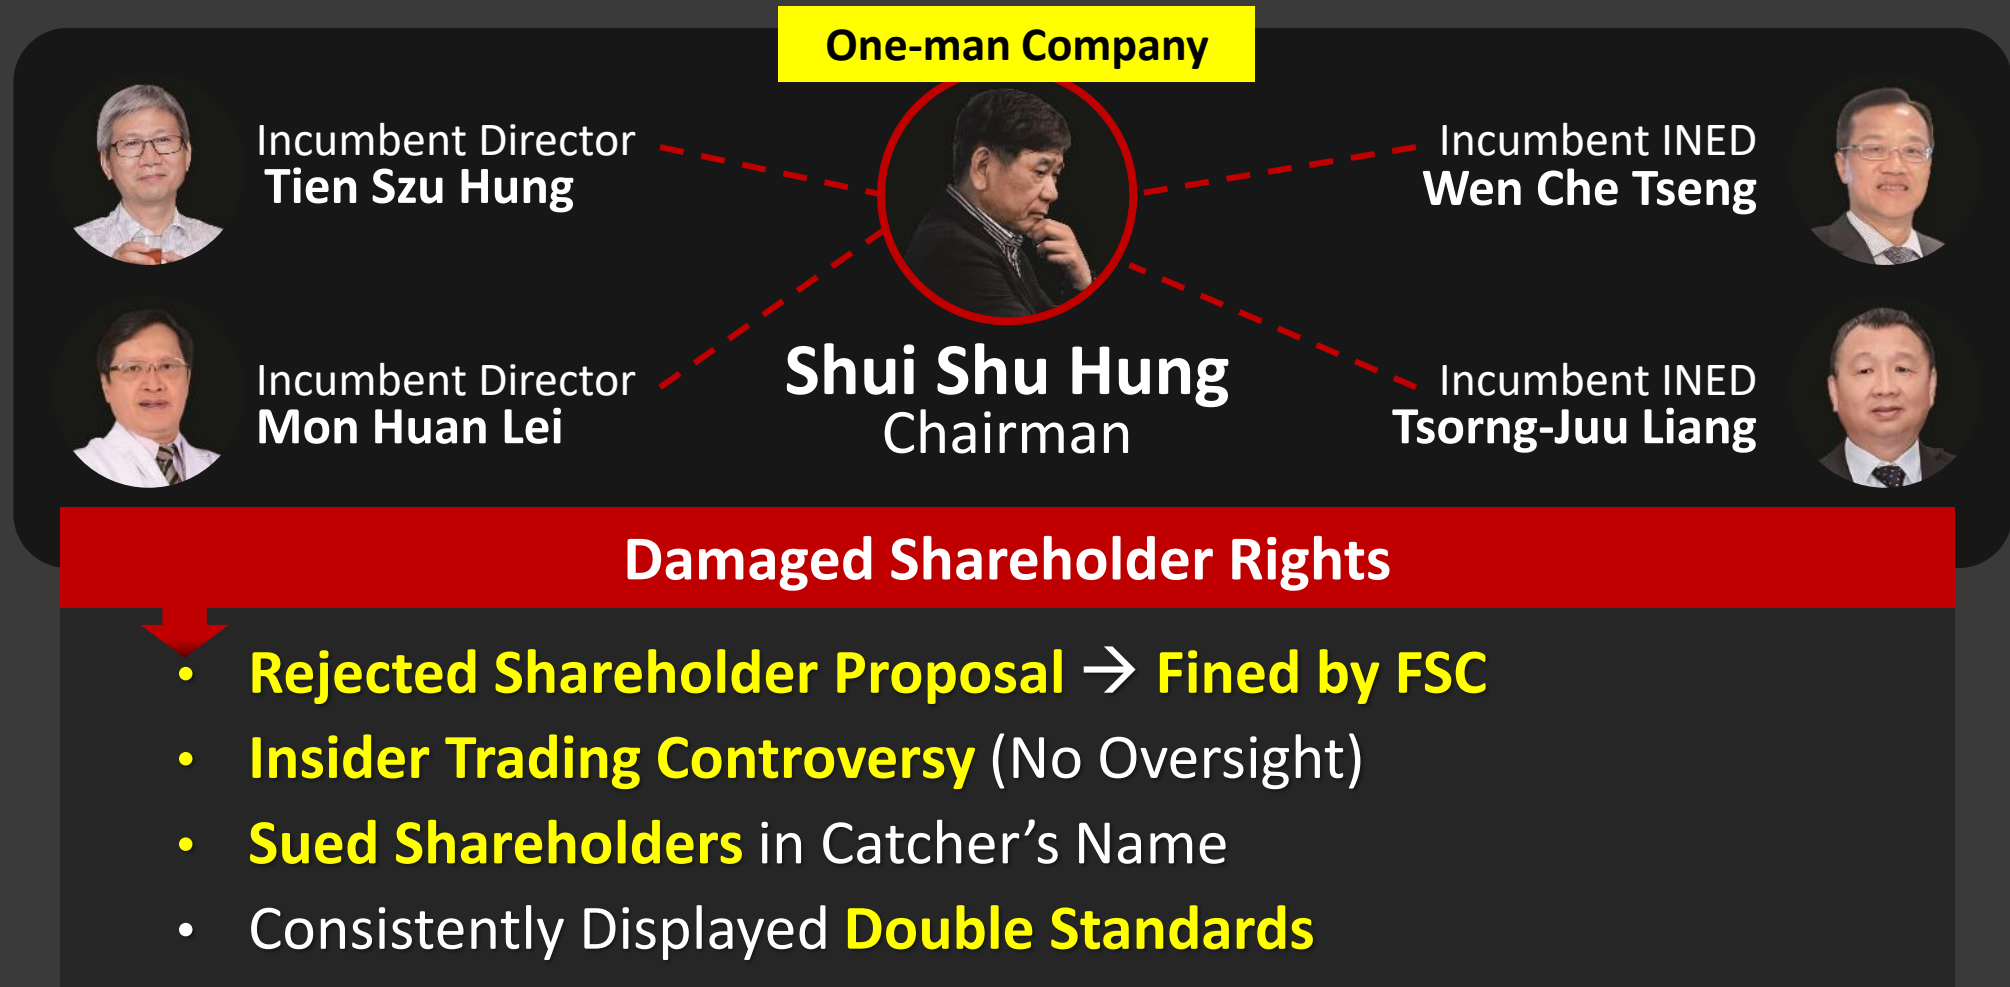 One-man Company
Incumbent Director
Tien Szu Hung
Incumbent Director
Mon Huan Lei
Shui Shu Hung
Chairman
Incumbent INED
Wen Che Tseng
Incumbent INED
Tsorng-Juu Liang
Damaged Shareholder Rights
• Rejected Shareholder Proposal → Fined by FSC
• Insider Trading Controversy (No Oversight)
• Sued Shareholders in Catcher’s Name
• Consistently Displayed Double Standards